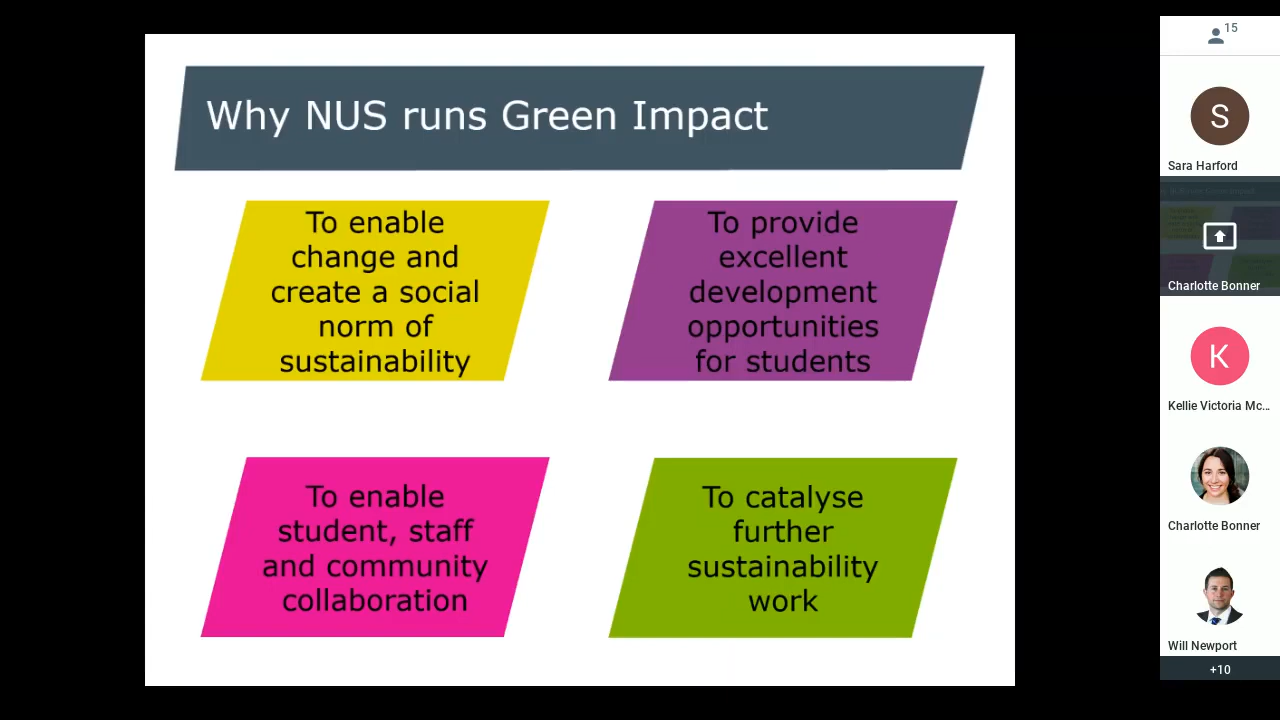 Why NUS runs Green Impact
To enable
change and
create a social
norm of
sustainability
To provide
excellent
development
opportunities
for students
To enable
student, staff
and community
collaboration
To catalyse
further
sustainability
work
15
S
Sara Harford
Charlotte Bonner
K
Kellie Victoria Mc...
Charlotte Bonner
Will Newport
+10